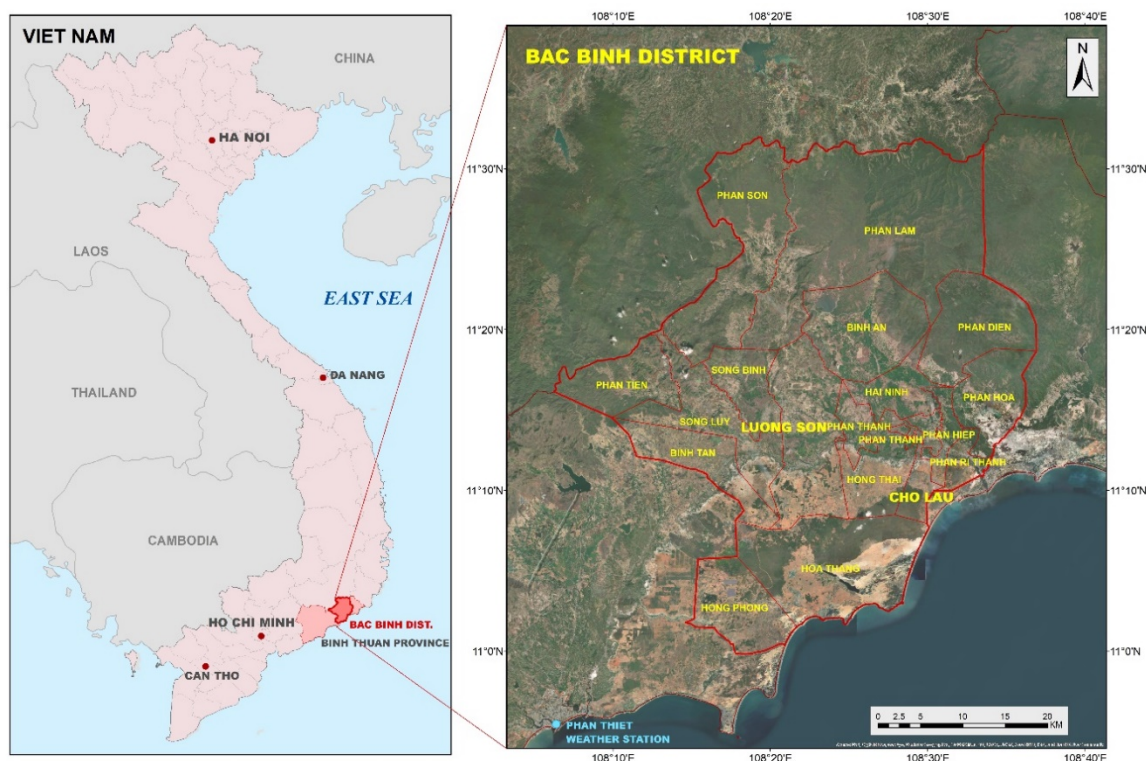 VIET NAM
CHINA
HA NOI
LAOS
EAST SEA
DA NANG
THAILAND
CAMBODIA
HO CHI MINH
BAC BINH DIST.
BINH THUAN PROVINCE
CAN THO
108°10'E
108°20'E
108°30'E
108°40'E
BAC BINH DISTRICT
N
11°30'N
11°20'N
11°10'N
11°0'N
PHAN SON
PHAN LAM
BINH AN
PHAN DIEN
SONG BINH
PHAN TIEN
HAI NINH
PHAN HOA
SONG LUY
LUONG SON
PHAN THANH
PHAN HIEP
PHAN THANH
BINH TAN
PHAN RI THANH
HONG THAI
CHO LAU
HOA THANG
HONG PHONG
PHAN THIET
WEATHER STATION
0 2.5 5 10 15 20
KM
11°30'N
11°20'N
11°10'N
11°0'N
108°10'E
108°20'E
108°30'E
108°40'E